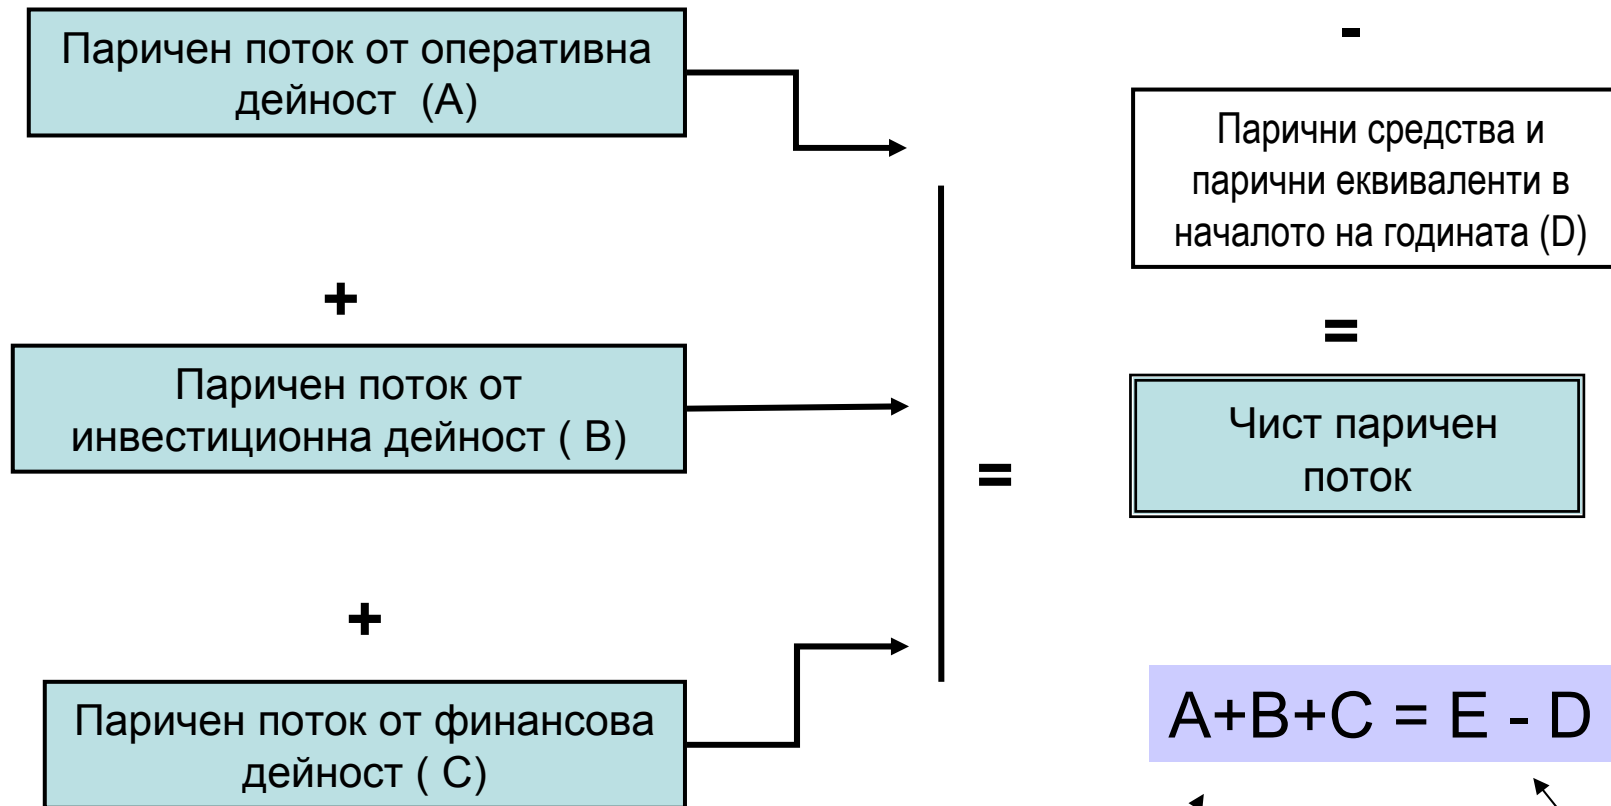 Паричен поток от оперативна
дейност (А)
+
Паричен поток от
инвестиционна дейност ( В)
+
Паричен поток от финансова
дейност ( С)
=
-
Парични средства и
парични еквиваленти в
началото на годината (D)
=
Чист паричен
поток
A+B+C = E - D